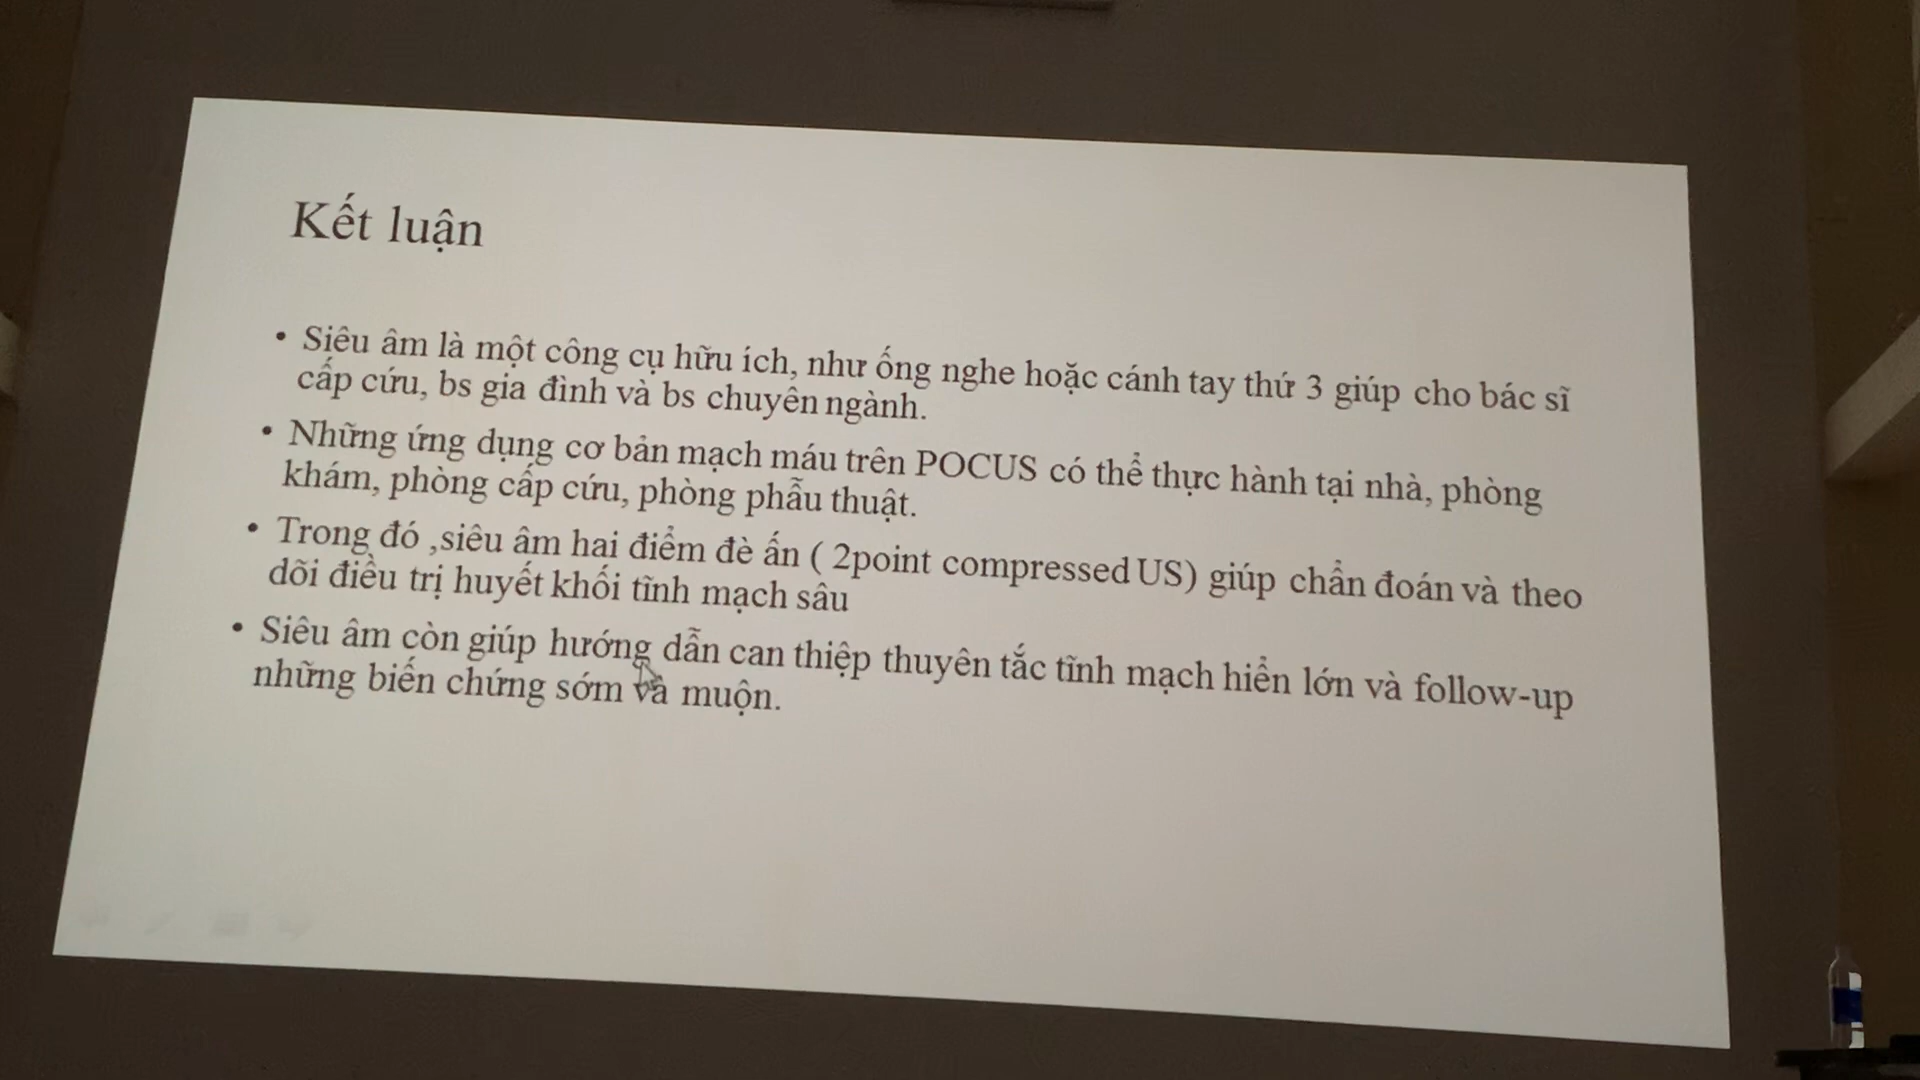 Kết luận
• Siêu âm là một công cụ hữu ích, như ống nghe hoặc cánh tay thứ 3 giúp cho bác sĩ
cấp cứu, bs gia đình và bs chuyên ngành.
• Những ứng dụng cơ bản mạch máu trên POCUS có thể thực hành tại nhà, phòng
khám, phòng cấp cứu, phòng phẫu thuật.
• Trong đó ,siêu âm hai điểm đè ấn ( 2point compressed US) giúp chẩn đoán và theo
dõi điều trị huyết khối tĩnh mạch sâu
• Siêu âm còn giúp hướng dẫn can thiệp thuyên tắc tĩnh mạch hiển lớn và follow-up
những biến chứng sớm và muộn.